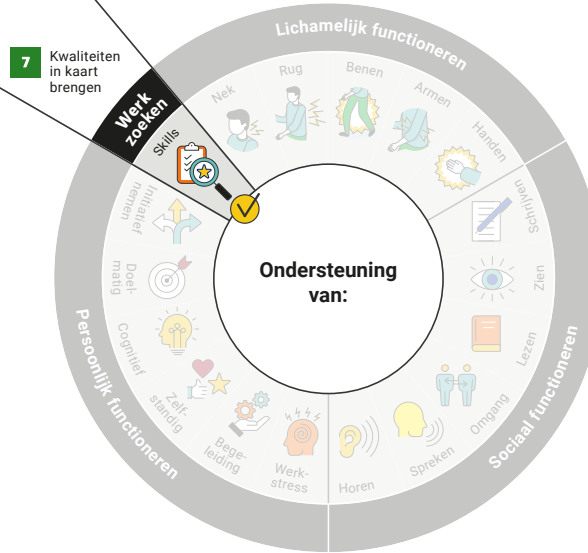 7
Kwaliteiten
in kaart
brengen
Werk
zoeken
Skills
Lichamelijk functioneren
Nek
Rug
Benen
Armen
Handen
Sociaal functioneren
Schrijven
Zien
Lezen
Omgang
Spreken
Horen
Persoonlijk functioneren
Werk-
stress
Bege-
leiding
Zelf-
standig
Cognitief
Doel-
matig
Initiatief
nemen
Ondersteuning
van: